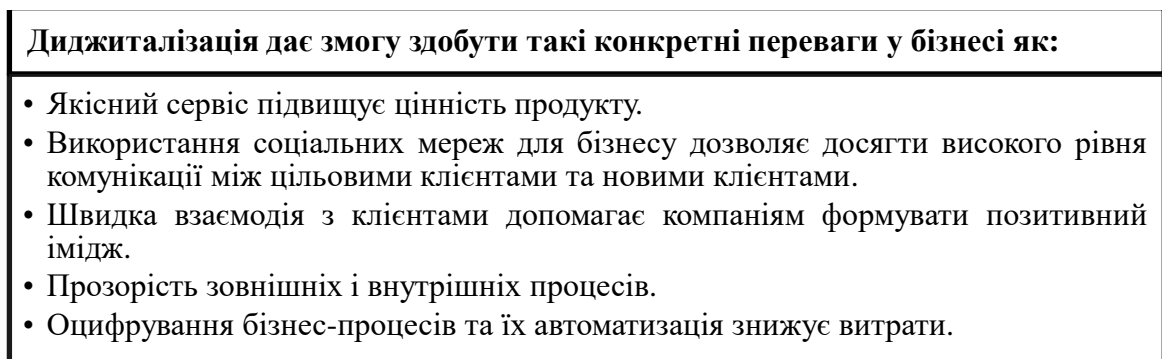 Диджиталізація дає змогу здобути такі конкретні переваги у бізнесі як:
• Якісний сервіс підвищує цінність продукту.
• Використання соціальних мереж для бізнесу дозволяє досягти високого рівня
комунікації між цільовими клієнтами та новими клієнтами.
• Швидка взаємодія з клієнтами допомагає компаніям формувати позитивний
імідж.
• Прозорість зовнішніх і внутрішніх процесів.
• Оцифрування бізнес-процесів та їх автоматизація знижує витрати.